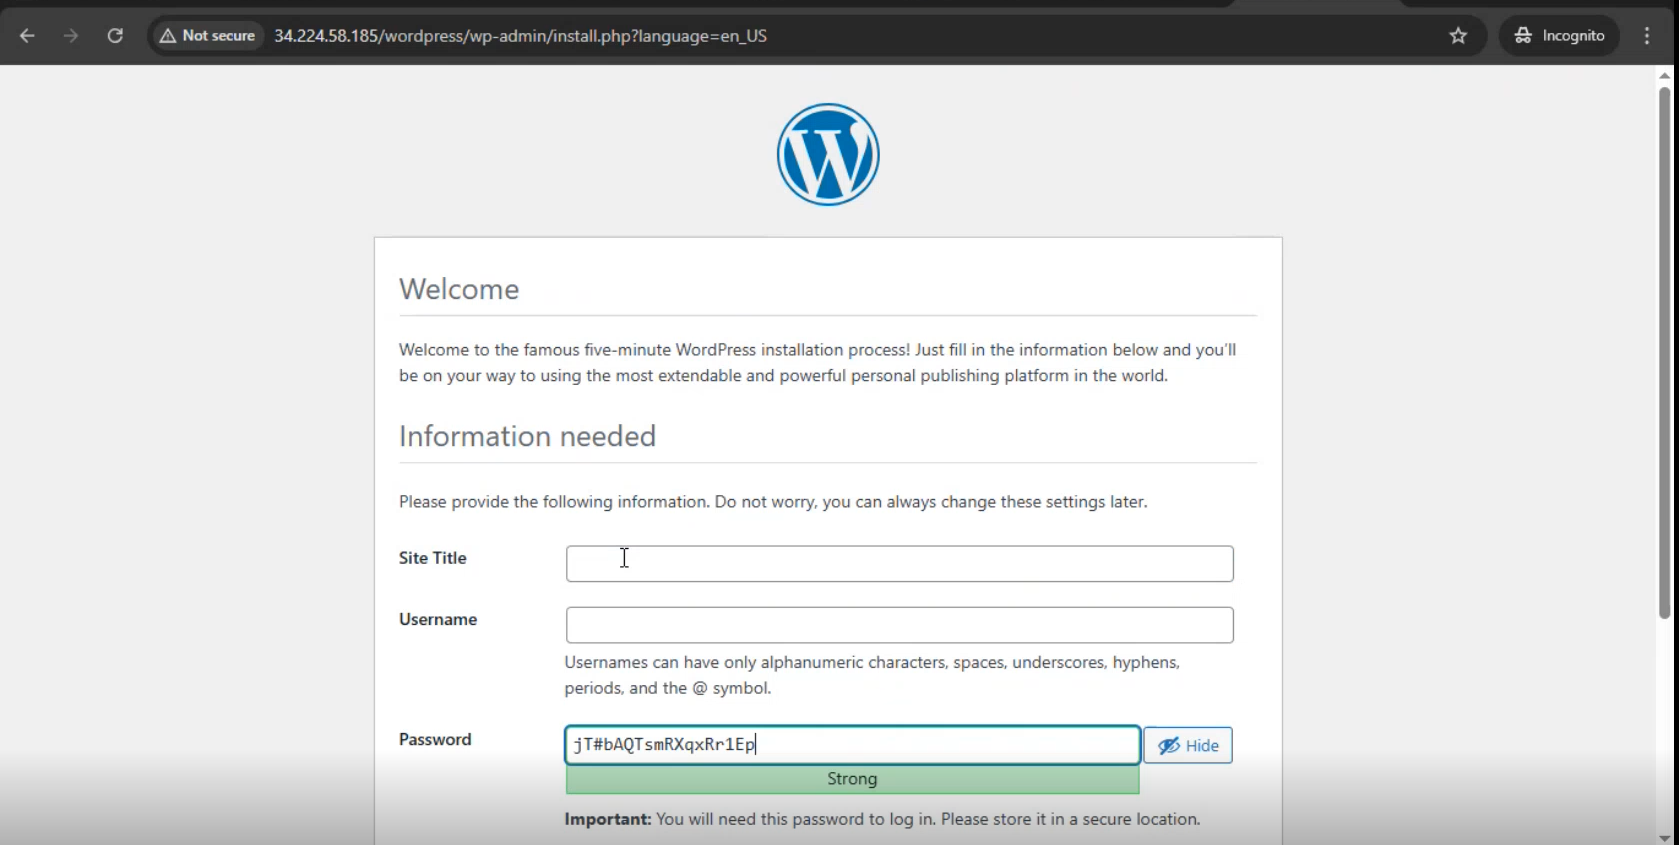 Not secure 34.224.58.185/wordpress/wp-admin/install.php?language=en_US Incognito
W
Welcome
Welcome to the famous five-minute WordPress installation process! Just fill in the information below and you'll
be on your way to using the most extendable and powerful personal publishing platform in the world.
Information needed
Please provide the following information. Do not worry, you can always change these settings later.
Site Title
Username
Usernames can have only alphanumeric characters, spaces, underscores, hyphens,
periods, and the @ symbol.
Password jT#bAQTsmRXqxRr1Ep Hide
Strong
Important: You will need this password to log in. Please store it in a secure location.